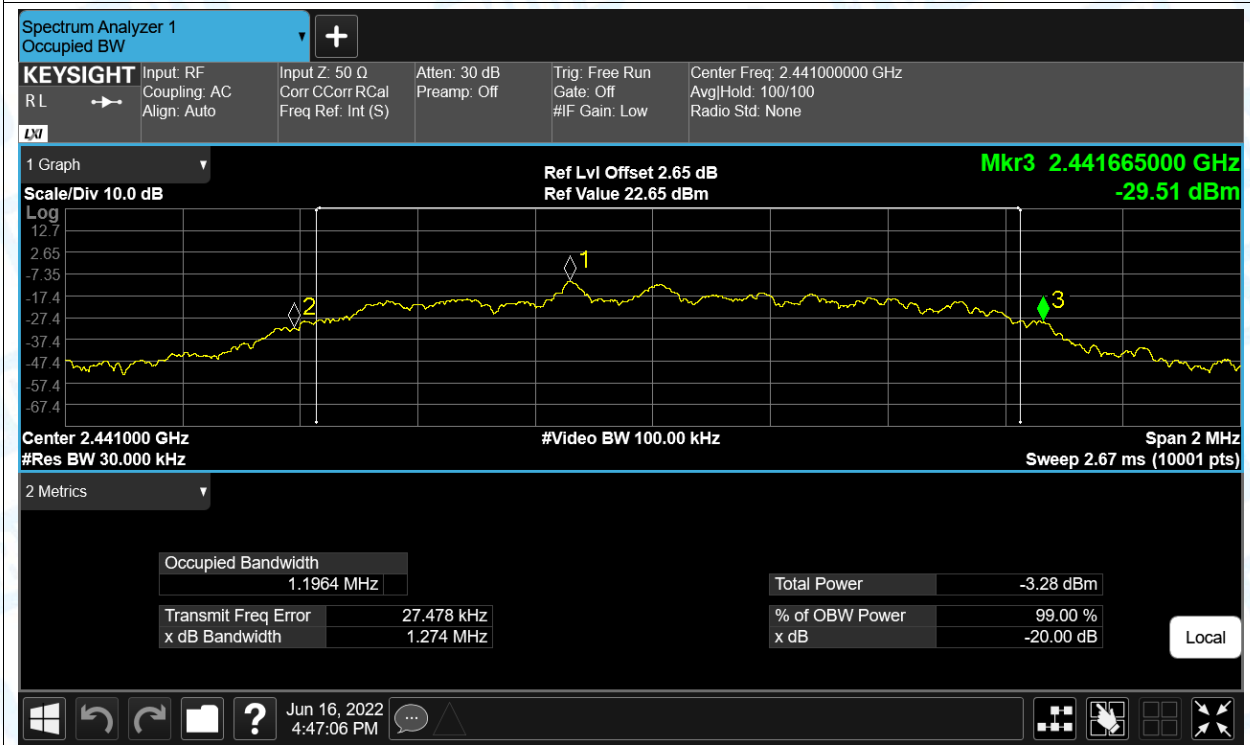 Spectrum Analyzer 1
Occupied BW
▼
+
KEYSIGHT
R L
LXI
Input: RF
Coupling: AC
Align: Auto
Input Z: 50 Ω
Corr CCorr RCal
Freq Ref: Int (S)
Atten: 30 dB
Preamp: Off
Trig: Free Run
Gate: Off
#IF Gain: Low
Center Freq: 2.441000000 GHz
Avg|Hold: 100/100
Radio Std: None
1 Graph ▼
Scale/Div 10.0 dB
Ref Lvl Offset 2.65 dB
Ref Value 22.65 dBm
Mkr3 2.441665000 GHz
-29.51 dBm
Log
12.7
2.65
-7.35
-17.4
-27.4
-37.4
-47.4
-57.4
-67.4
1
2
3
Center 2.441000 GHz
#Res BW 30.000 kHz
#Video BW 100.00 kHz
Span 2 MHz
Sweep 2.67 ms (10001 pts)
2 Metrics ▼
Occupied Bandwidth
1.1964 MHz
Transmit Freq Error 27.478 kHz
x dB Bandwidth 1.274 MHz
Total Power -3.28 dBm
% of OBW Power 99.00 %
x dB -20.00 dB
Local
?
Jun 16, 2022
4:47:06 PM